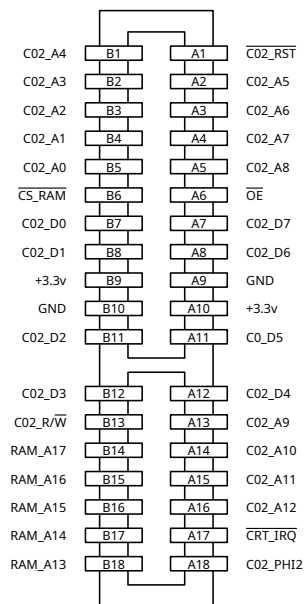 C02_A4 B1 A1 C02_RST
C02_A3 B2 A2 C02_A5
C02_A2 B3 A3 C02_A6
C02_A1 B4 A4 C02_A7
C02_A0 B5 A5 C02_A8
CS_RAM B6 A6 OE
C02_D0 B7 A7 C02_D7
C02_D1 B8 A8 C02_D6
+3.3v B9 A9 GND
GND B10 A10 +3.3v
C02_D2 B11 A11 C0_D5
C02_D3 B12 A12 C02_D4
C02_R/W B13 A13 C02_A9
RAM_A17 B14 A14 C02_A10
RAM_A16 B15 A15 C02_A11
RAM_A15 B16 A16 C02_A12
RAM_A14 B17 A17 CRT_IRQ
RAM_A13 B18 A18 C02_PHI2